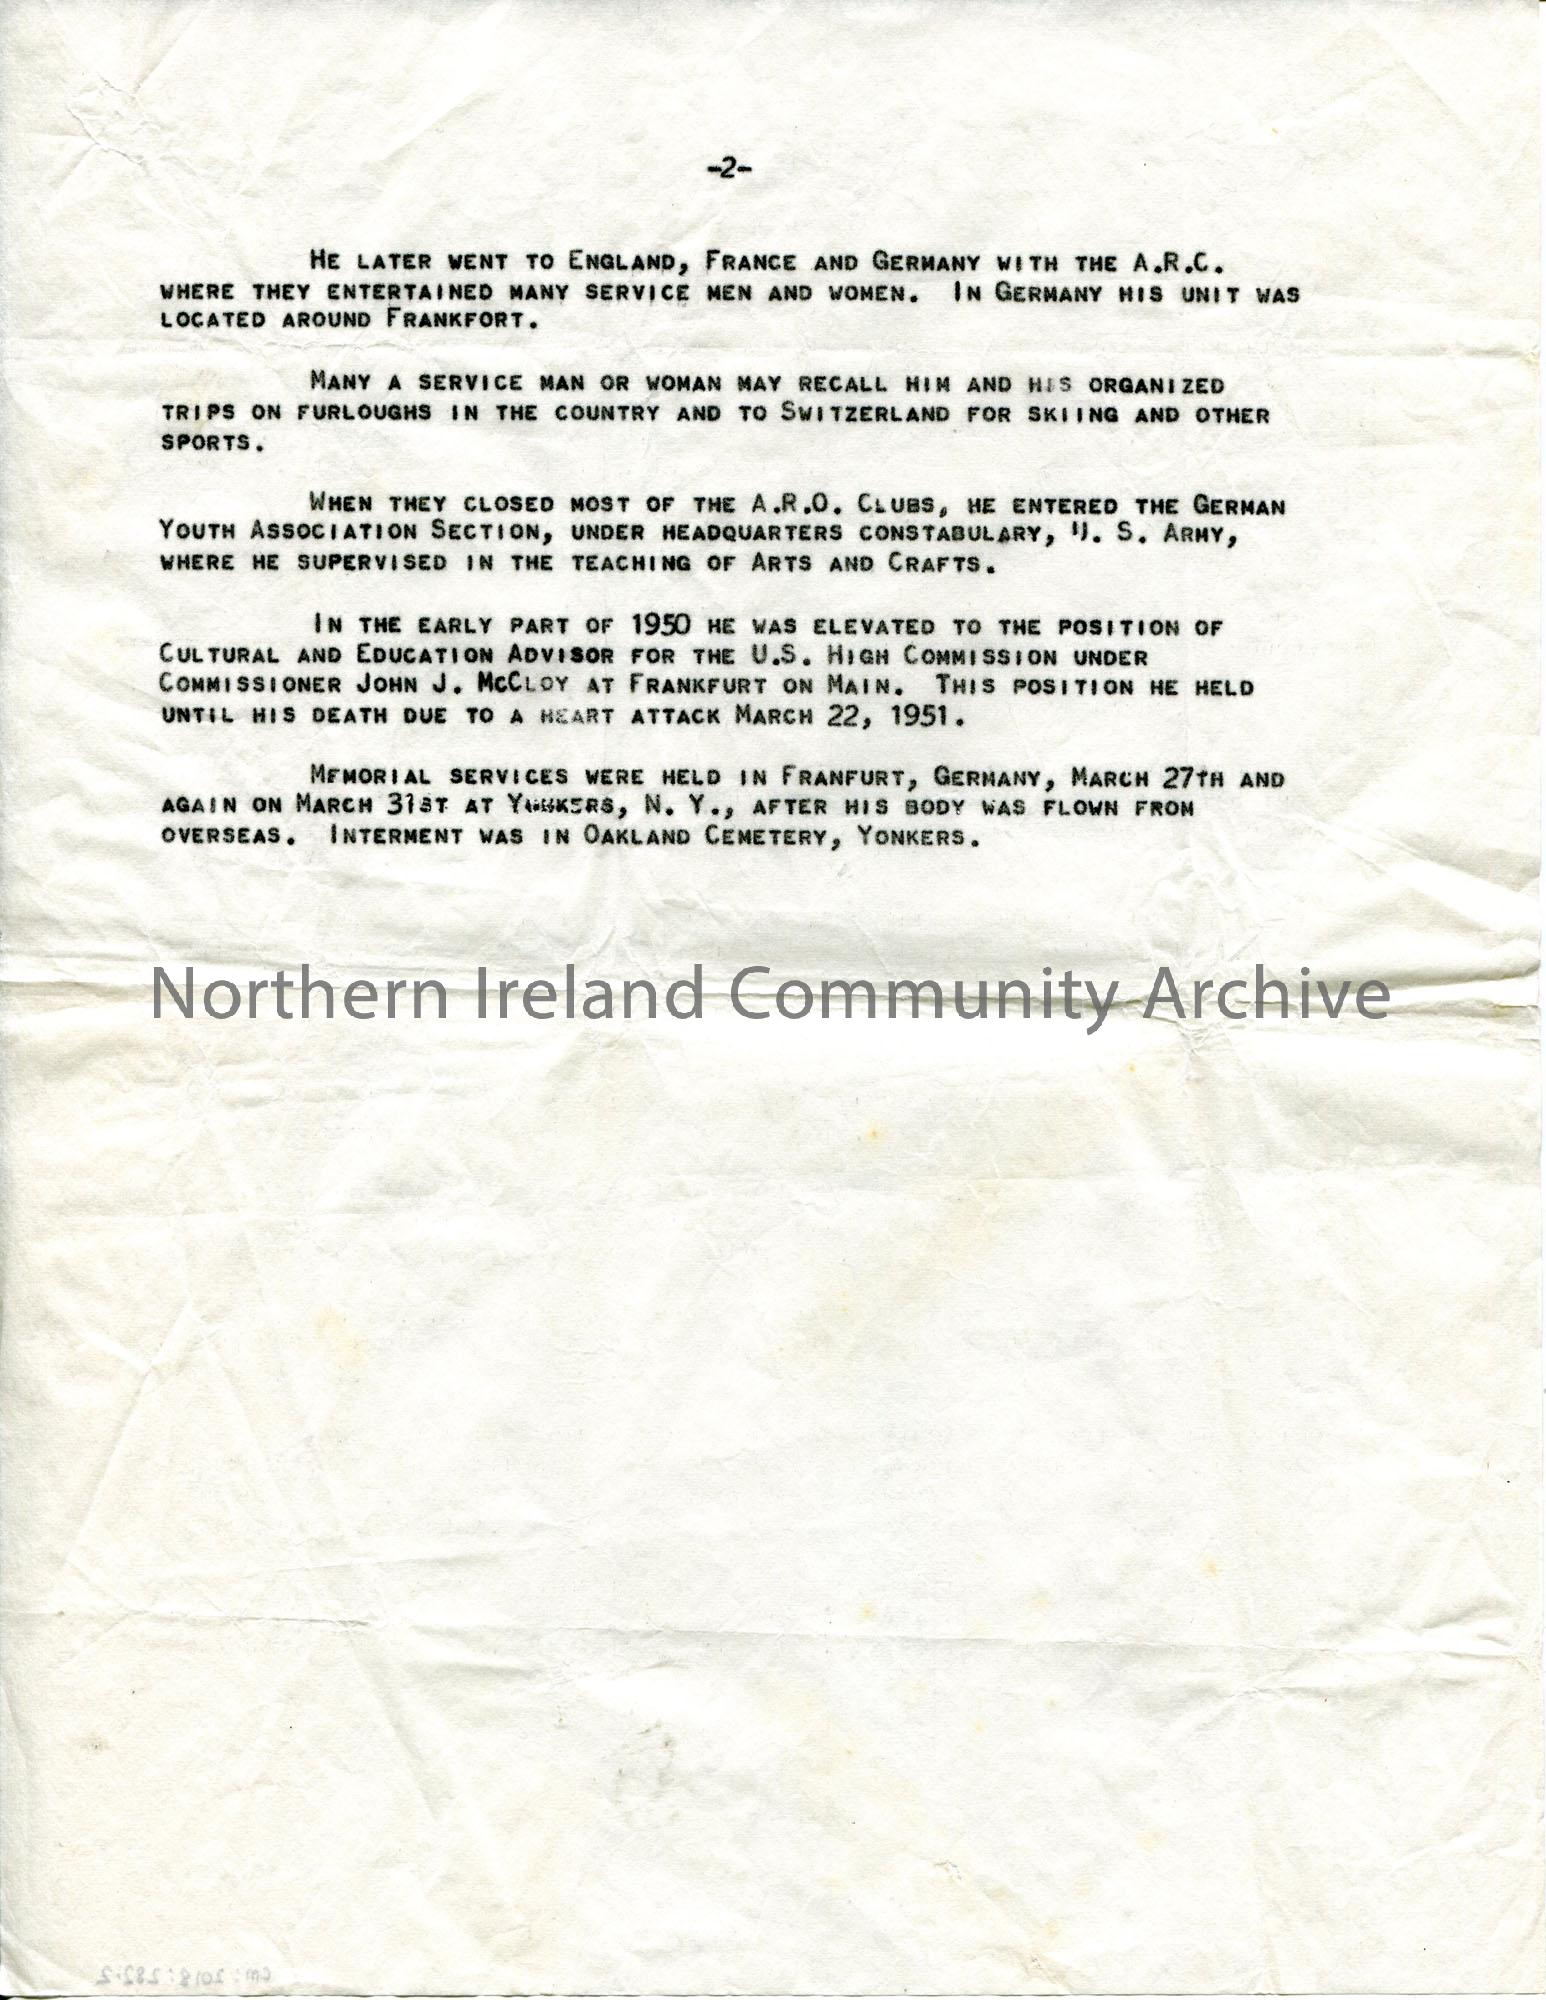 -2-
He later went to England, France and Germany with the A.R.C.
where they entertained many service men and women. In Germany his unit was
located around Frankfort.
Many a service man or woman may recall him and his organized
trips on furloughs in the country and to Switzerland for skiing and other
sports.
When they closed most of the A.R.O. Clubs, he entered the German
Youth Association Section, under headquarters constabulary, U. S. Army,
where he supervised in the teaching of Arts and Crafts.
In the early part of 1950 he was elevated to the position of
Cultural and Education Advisor for the U.S. High Commission under
Commissioner John J. McCloy at Frankfurt on Main. This position he held
until his death due to a heart attack March 22, 1951.
Memorial services were held in Franfurt, Germany, March 27th and
again on March 31st at Yonkers, N. Y., after his body was flown from
overseas. Interment was in Oakland Cemetery, Yonkers.
Northern Ireland Community Archive
cm:2018:282.2